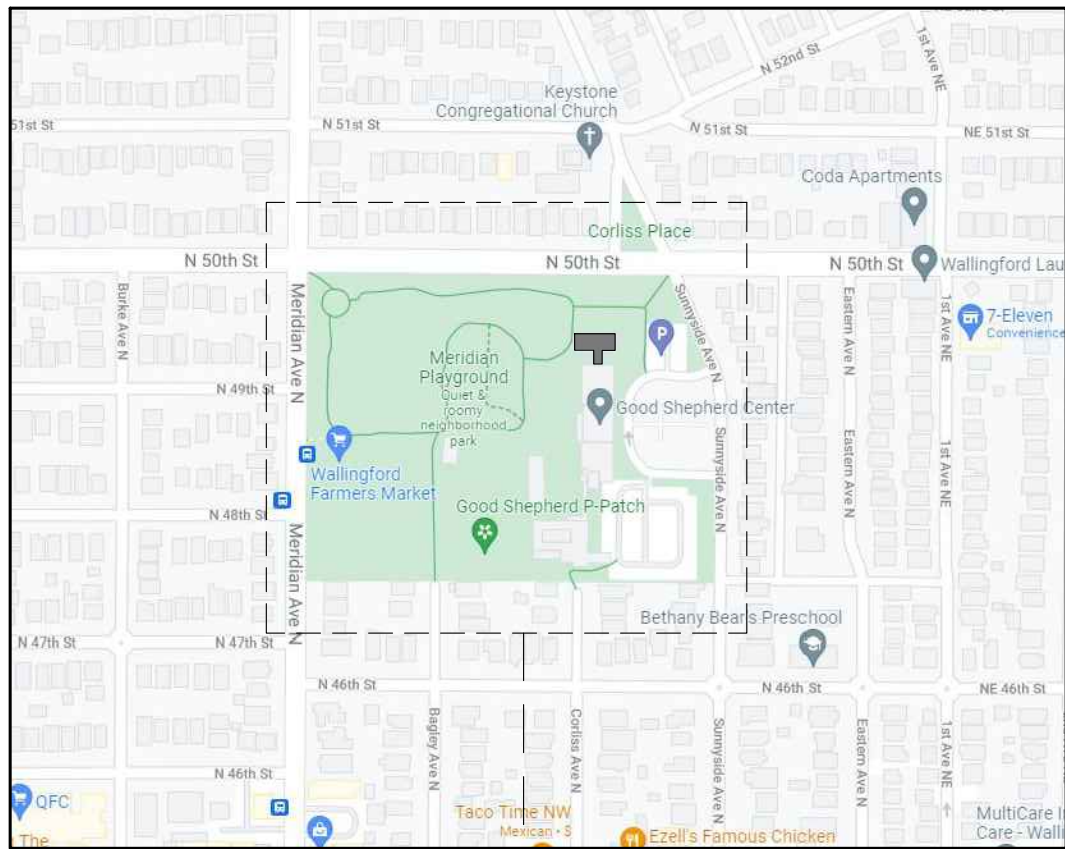 N 52nd St
1st Ave NE
Keystone
Congregational Church
51st St
N 51st St
N 51st St
NE 51st St
Coda Apartments
Corliss Place
N 50th St
N 50th St
N 50th St
Wallingford Lau
Burke Ave N
Meridian Ave N
Sunnyside Ave N
Eastern Ave N
1st Ave NE
7-Eleven
Convenience
P
Meridian
Playground
Quiet &
roomy
neighborhood
park
N 49th St
Good Shepherd Center
Wallingford
Farmers Market
Eastern Ave N
1st Ave NE
Sunnyside Ave N
Good Shepherd P-Patch
N 48th St
Meridian Ave N
Bethany Bear's Preschool
N 47th St
N 47th St
N 46th St
N 46th St
NE 46th St
Bagley Ave N
Corliss Ave N
Sunnyside Ave N
Eastern Ave N
1st Ave NE
N 46th St
QFC
The
Taco Time NW
Mexican • S
Ezell's Famous Chicken
MultiCare In
Care - Walli